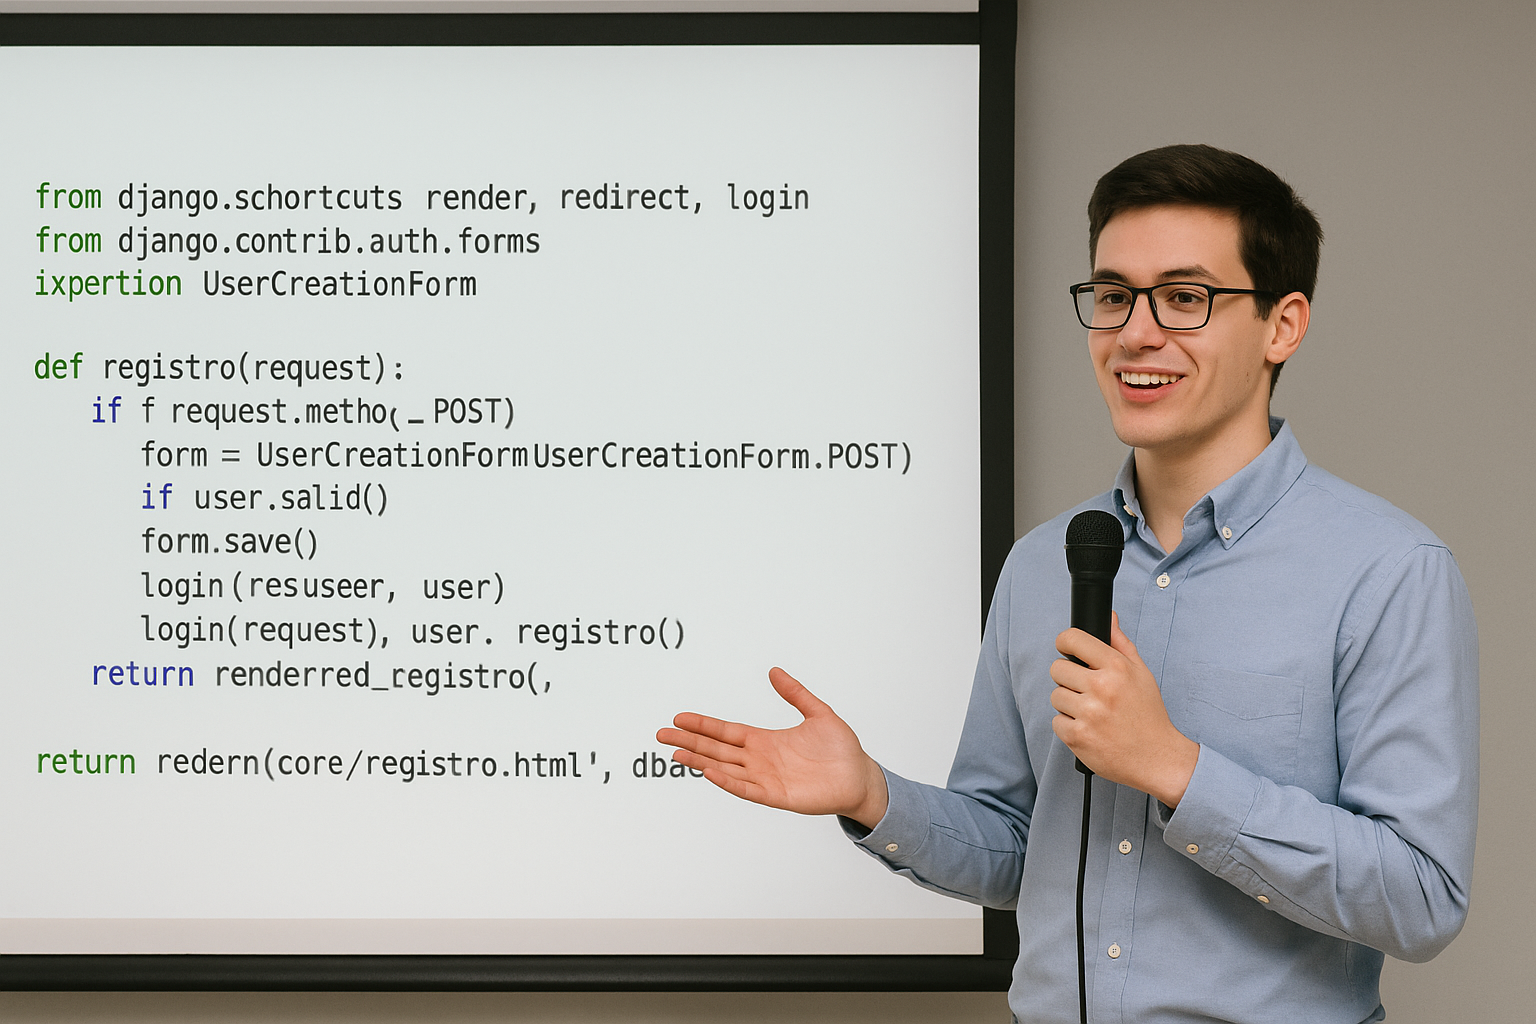 from django.schortcuts render, redirect, login
from django.contrib.auth.forms
ixpertion UserCreationForm
def registro(request):
if f request.metho( _ POST)
form = UserCreationFormUserCreationForm.POST)
if user.salid()
form.save()
login(resuseer, user)
login(request), user. registro()
return renderred_registro(,
return redern(core/registro.html',